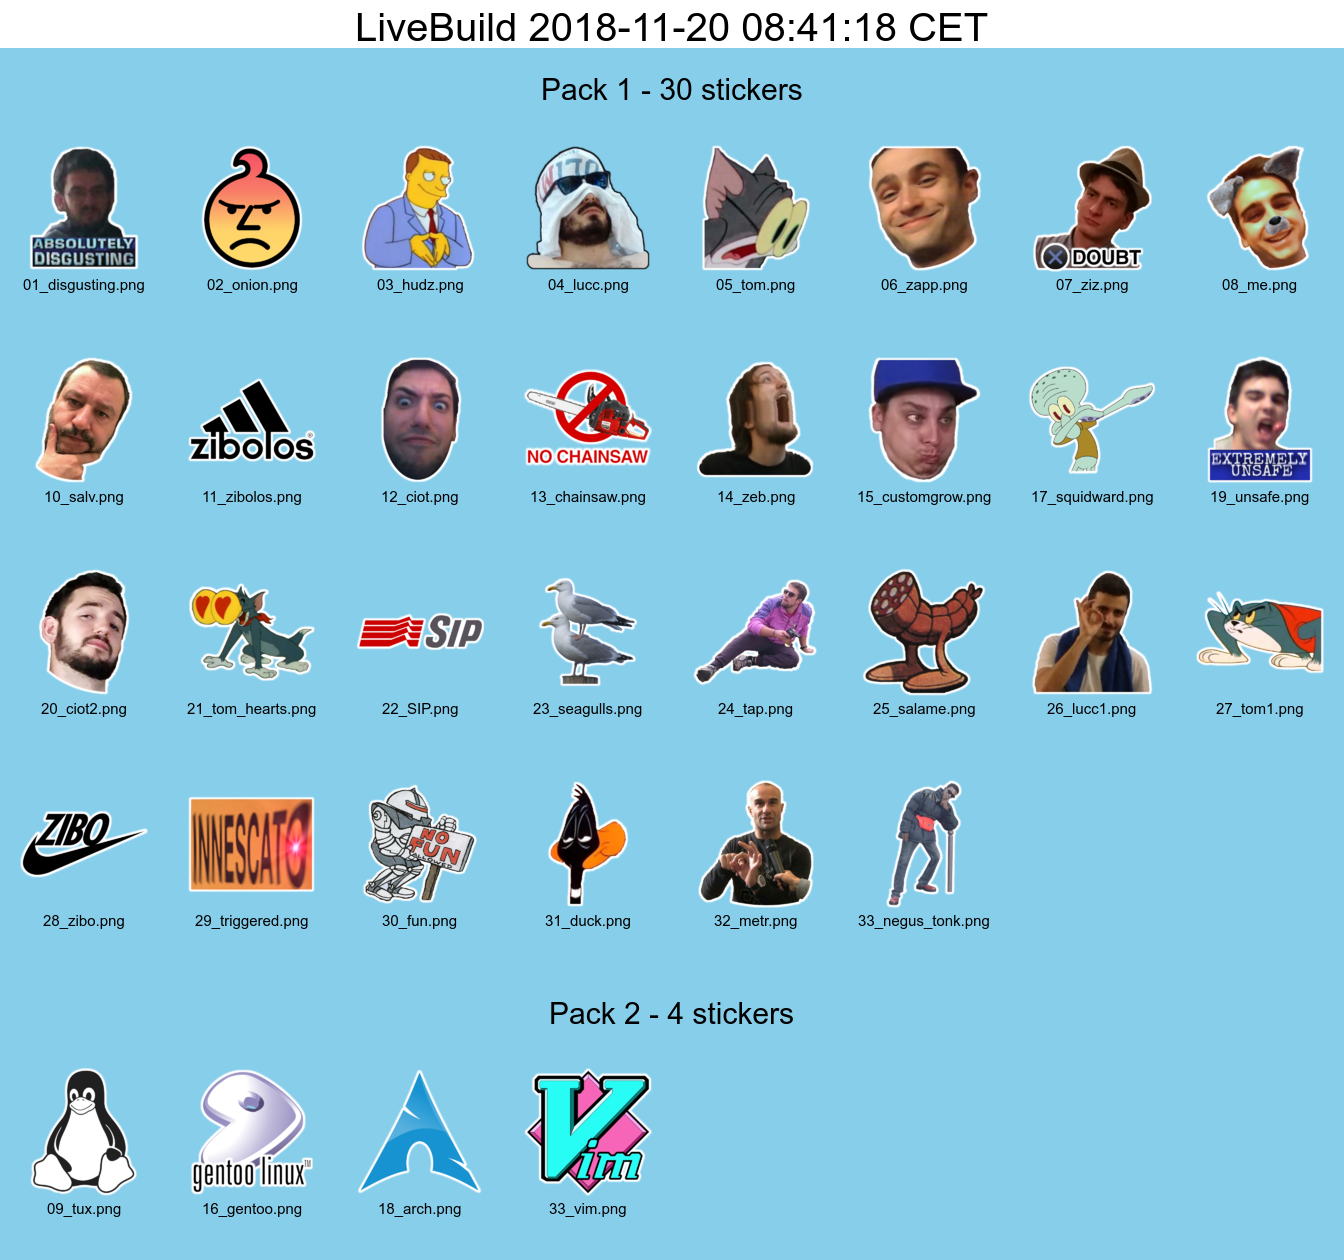 LiveBuild 2018-11-20 08:41:18 CET
Pack 1 - 30 stickers
ABSOLUTELY
DISGUSTING
DOUBT
01_disgusting.png 02_onion.png 03_hudz.png 04_lucc.png 05_tom.png 06_zapp.png 07_ziz.png 08_me.png
zibolos
NO CHAINSAW
EXTREMELY
UNSAFE
10_salv.png 11_zibolos.png 12_ciot.png 13_chainsaw.png 14_zeb.png 15_customgrow.png 17_squidward.png 19_unsafe.png
SIP
20_ciot2.png 21_tom_hearts.png 22_SIP.png 23_seagulls.png 24_tap.png 25_salame.png 26_lucc1.png 27_tom1.png
ZIBO
INNESCATO
NO
FUN
ALLOWED
28_zibo.png 29_triggered.png 30_fun.png 31_duck.png 32_metr.png 33_negus_tonk.png
Pack 2 - 4 stickers
gentoo linux™
Vim
09_tux.png 16_gentoo.png 18_arch.png 33_vim.png